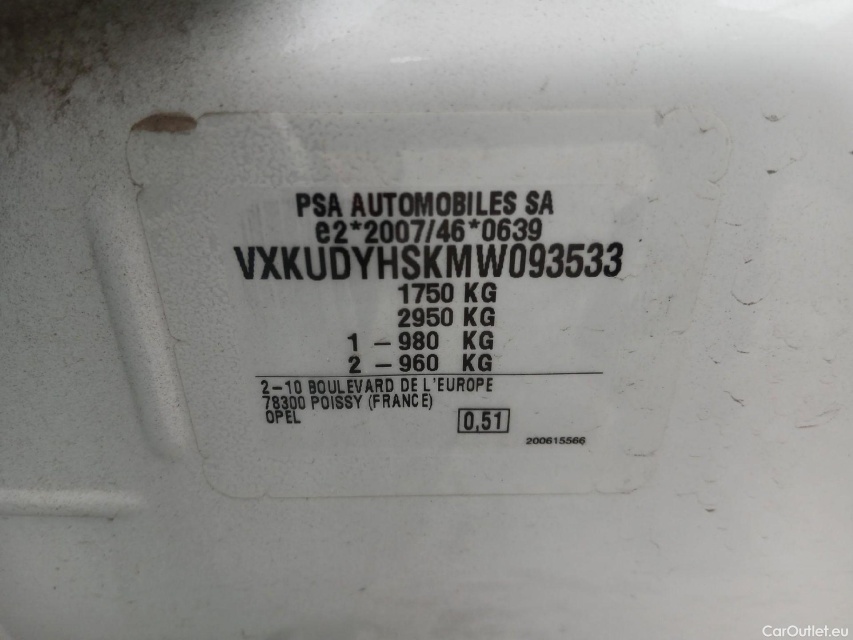 PSA AUTOMOBILES SA
e2*2007/46*0639
VXKUDYHSKMW093533
1750 KG
2950 KG
1 – 980 KG
2 – 960 KG
2–10 BOULEVARD DE L'EUROPE
78300 POISSY (FRANCE)
OPEL
0,51
200615566
CarOutlet.eu